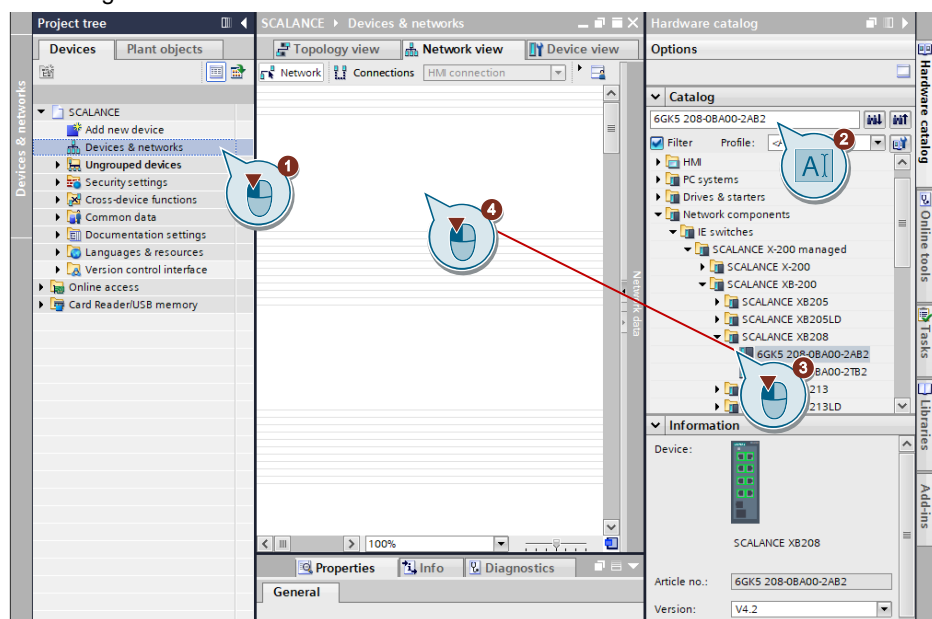 Project tree
Devices
Plant objects
SCALANCE
Add new device
Devices & networks
Ungrouped devices
Security settings
Cross-device functions
Common data
Documentation settings
Languages & resources
Version control interface
Online access
Card Reader/USB memory
Devices & networks
1
SCALANCE
Devices & networks
Topology view
Network view
Device view
Network
Connections
HMI connection
4
Network data
100%
Properties
Info
Diagnostics
General
Hardware catalog
Options
Catalog
6GK5 208-0BA00-2AB2
Filter
Profile:
2
A
HMI
PC systems
Drives & starters
Network components
IE switches
SCALANCE X-200 managed
SCALANCE X-200
SCALANCE XB-200
SCALANCE XB205
SCALANCE XB205LD
SCALANCE XB208
6GK5 208-0BA00-2AB2
3
BA00-2TB2
213
213LD
Information
Device:
SCALANCE XB208
Article no.:
6GK5 208-0BA00-2AB2
Version:
V4.2
Hardware catalog
Online tools
Tasks
Libraries
Add-ins